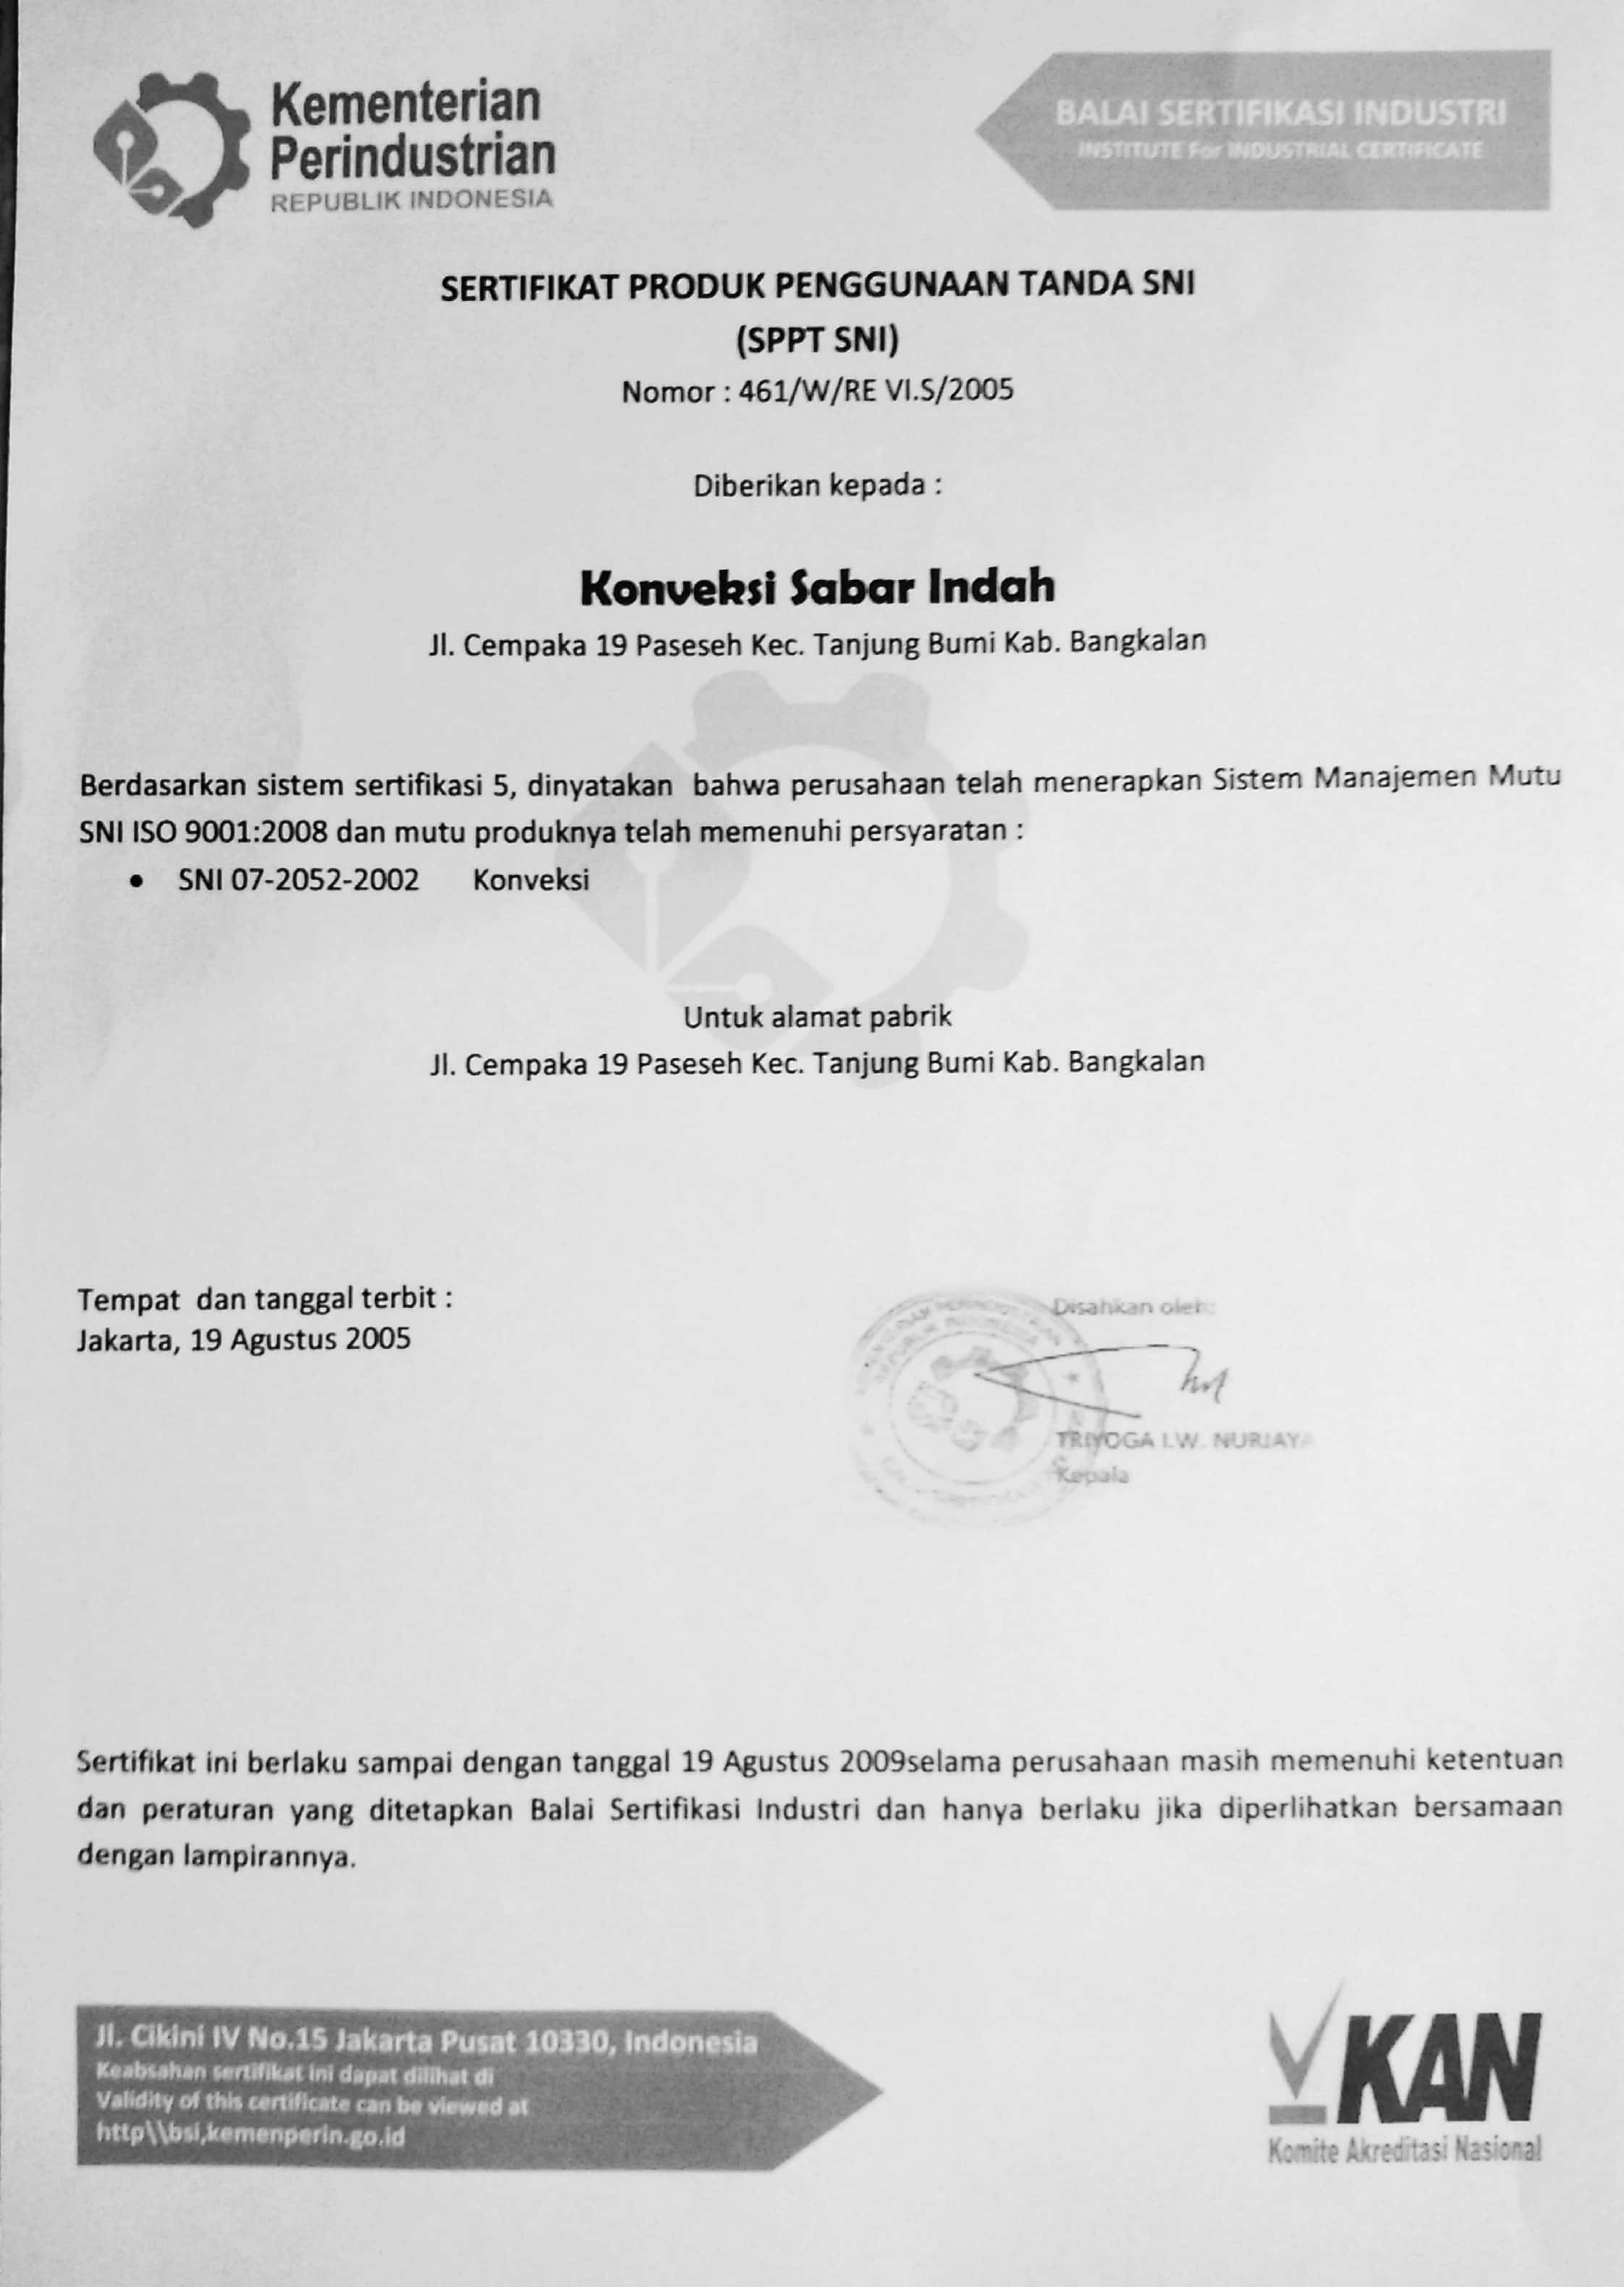 Kementerian
Perindustrian
REPUBLIK INDONESIA
BALAI SERTIFIKASI INDUSTRI
INSTITUTE For INDUSTRIAL CERTIFICATE
SERTIFIKAT PRODUK PENGGUNAAN TANDA SNI
(SPPT SNI)
Nomor : 461/W/RE VI.S/2005
Diberikan kepada :
Konveksi Sabar Indah
Jl. Cempaka 19 Paseseh Kec. Tanjung Bumi Kab. Bangkalan
Berdasarkan sistem sertifikasi 5, dinyatakan bahwa perusahaan telah menerapkan Sistem Manajemen Mutu
SNI ISO 9001:2008 dan mutu produknya telah memenuhi persyaratan :
• SNI 07-2052-2002 Konveksi
Untuk alamat pabrik
Jl. Cempaka 19 Paseseh Kec. Tanjung Bumi Kab. Bangkalan
Tempat dan tanggal terbit :
Jakarta, 19 Agustus 2005
Disahkan oleh:
TRIYOGA I.W. NURJAYA
Kepala
Sertifikat ini berlaku sampai dengan tanggal 19 Agustus 2009selama perusahaan masih memenuhi ketentuan
dan peraturan yang ditetapkan Balai Sertifikasi Industri dan hanya berlaku jika diperlihatkan bersamaan
dengan lampirannya.
Jl. Cikini IV No.15 Jakarta Pusat 10330, Indonesia
Keabsahan sertifikat ini dapat dilihat di
Validity of this certificate can be viewed at
http\\bsi,kemenperin.go.id
KAN
Komite Akreditasi Nasional